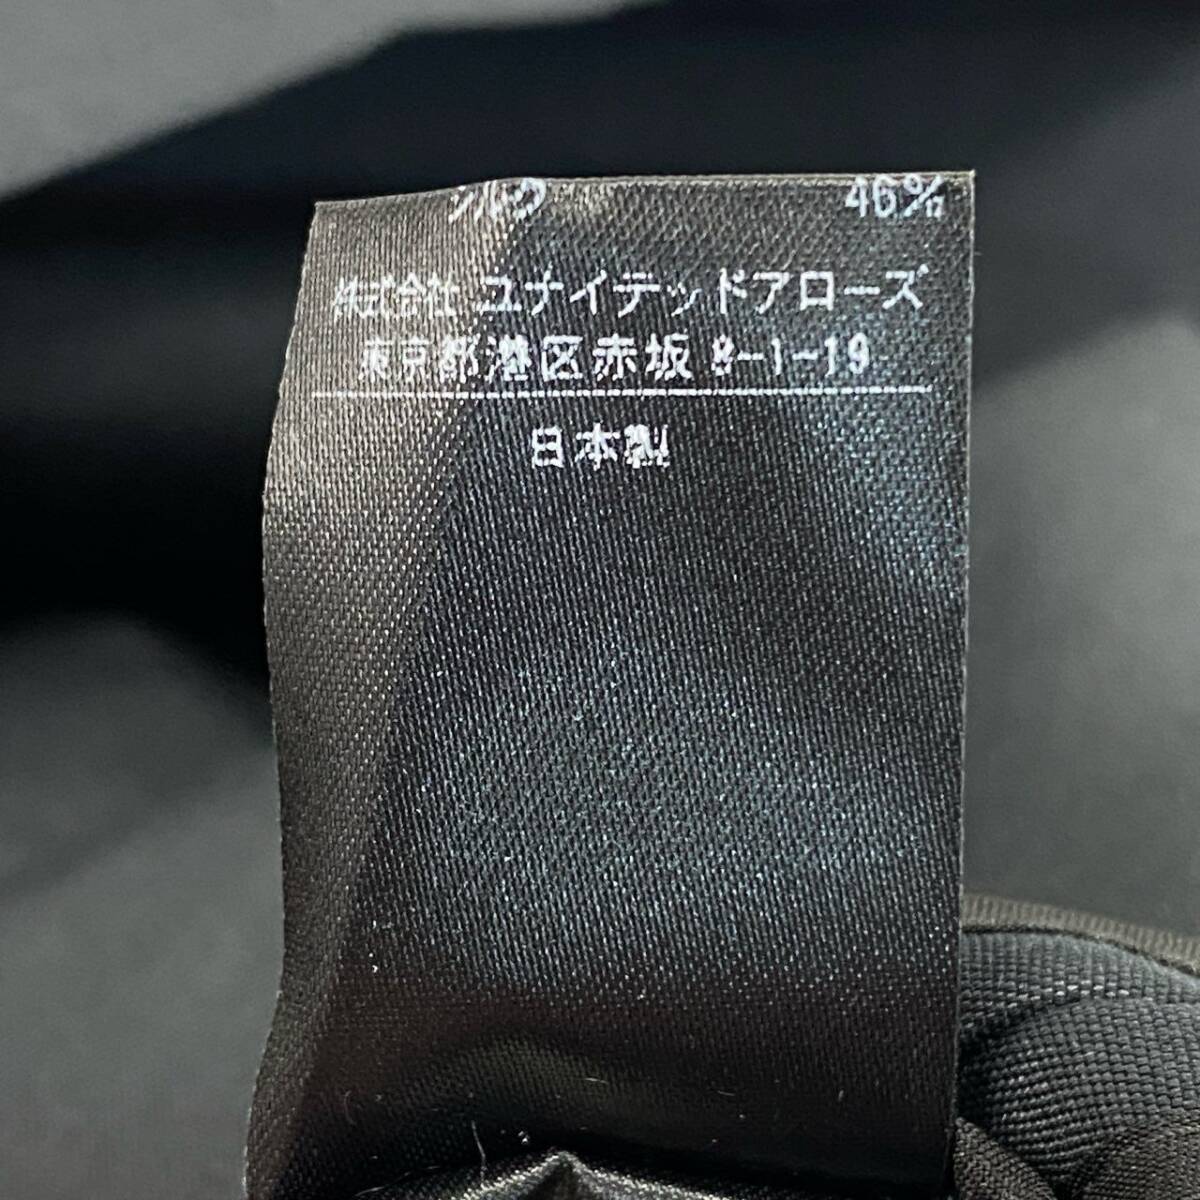 シルク 46%
株式会社 ユナイテッドアローズ
東京都港区赤坂 8-1-19
日本製